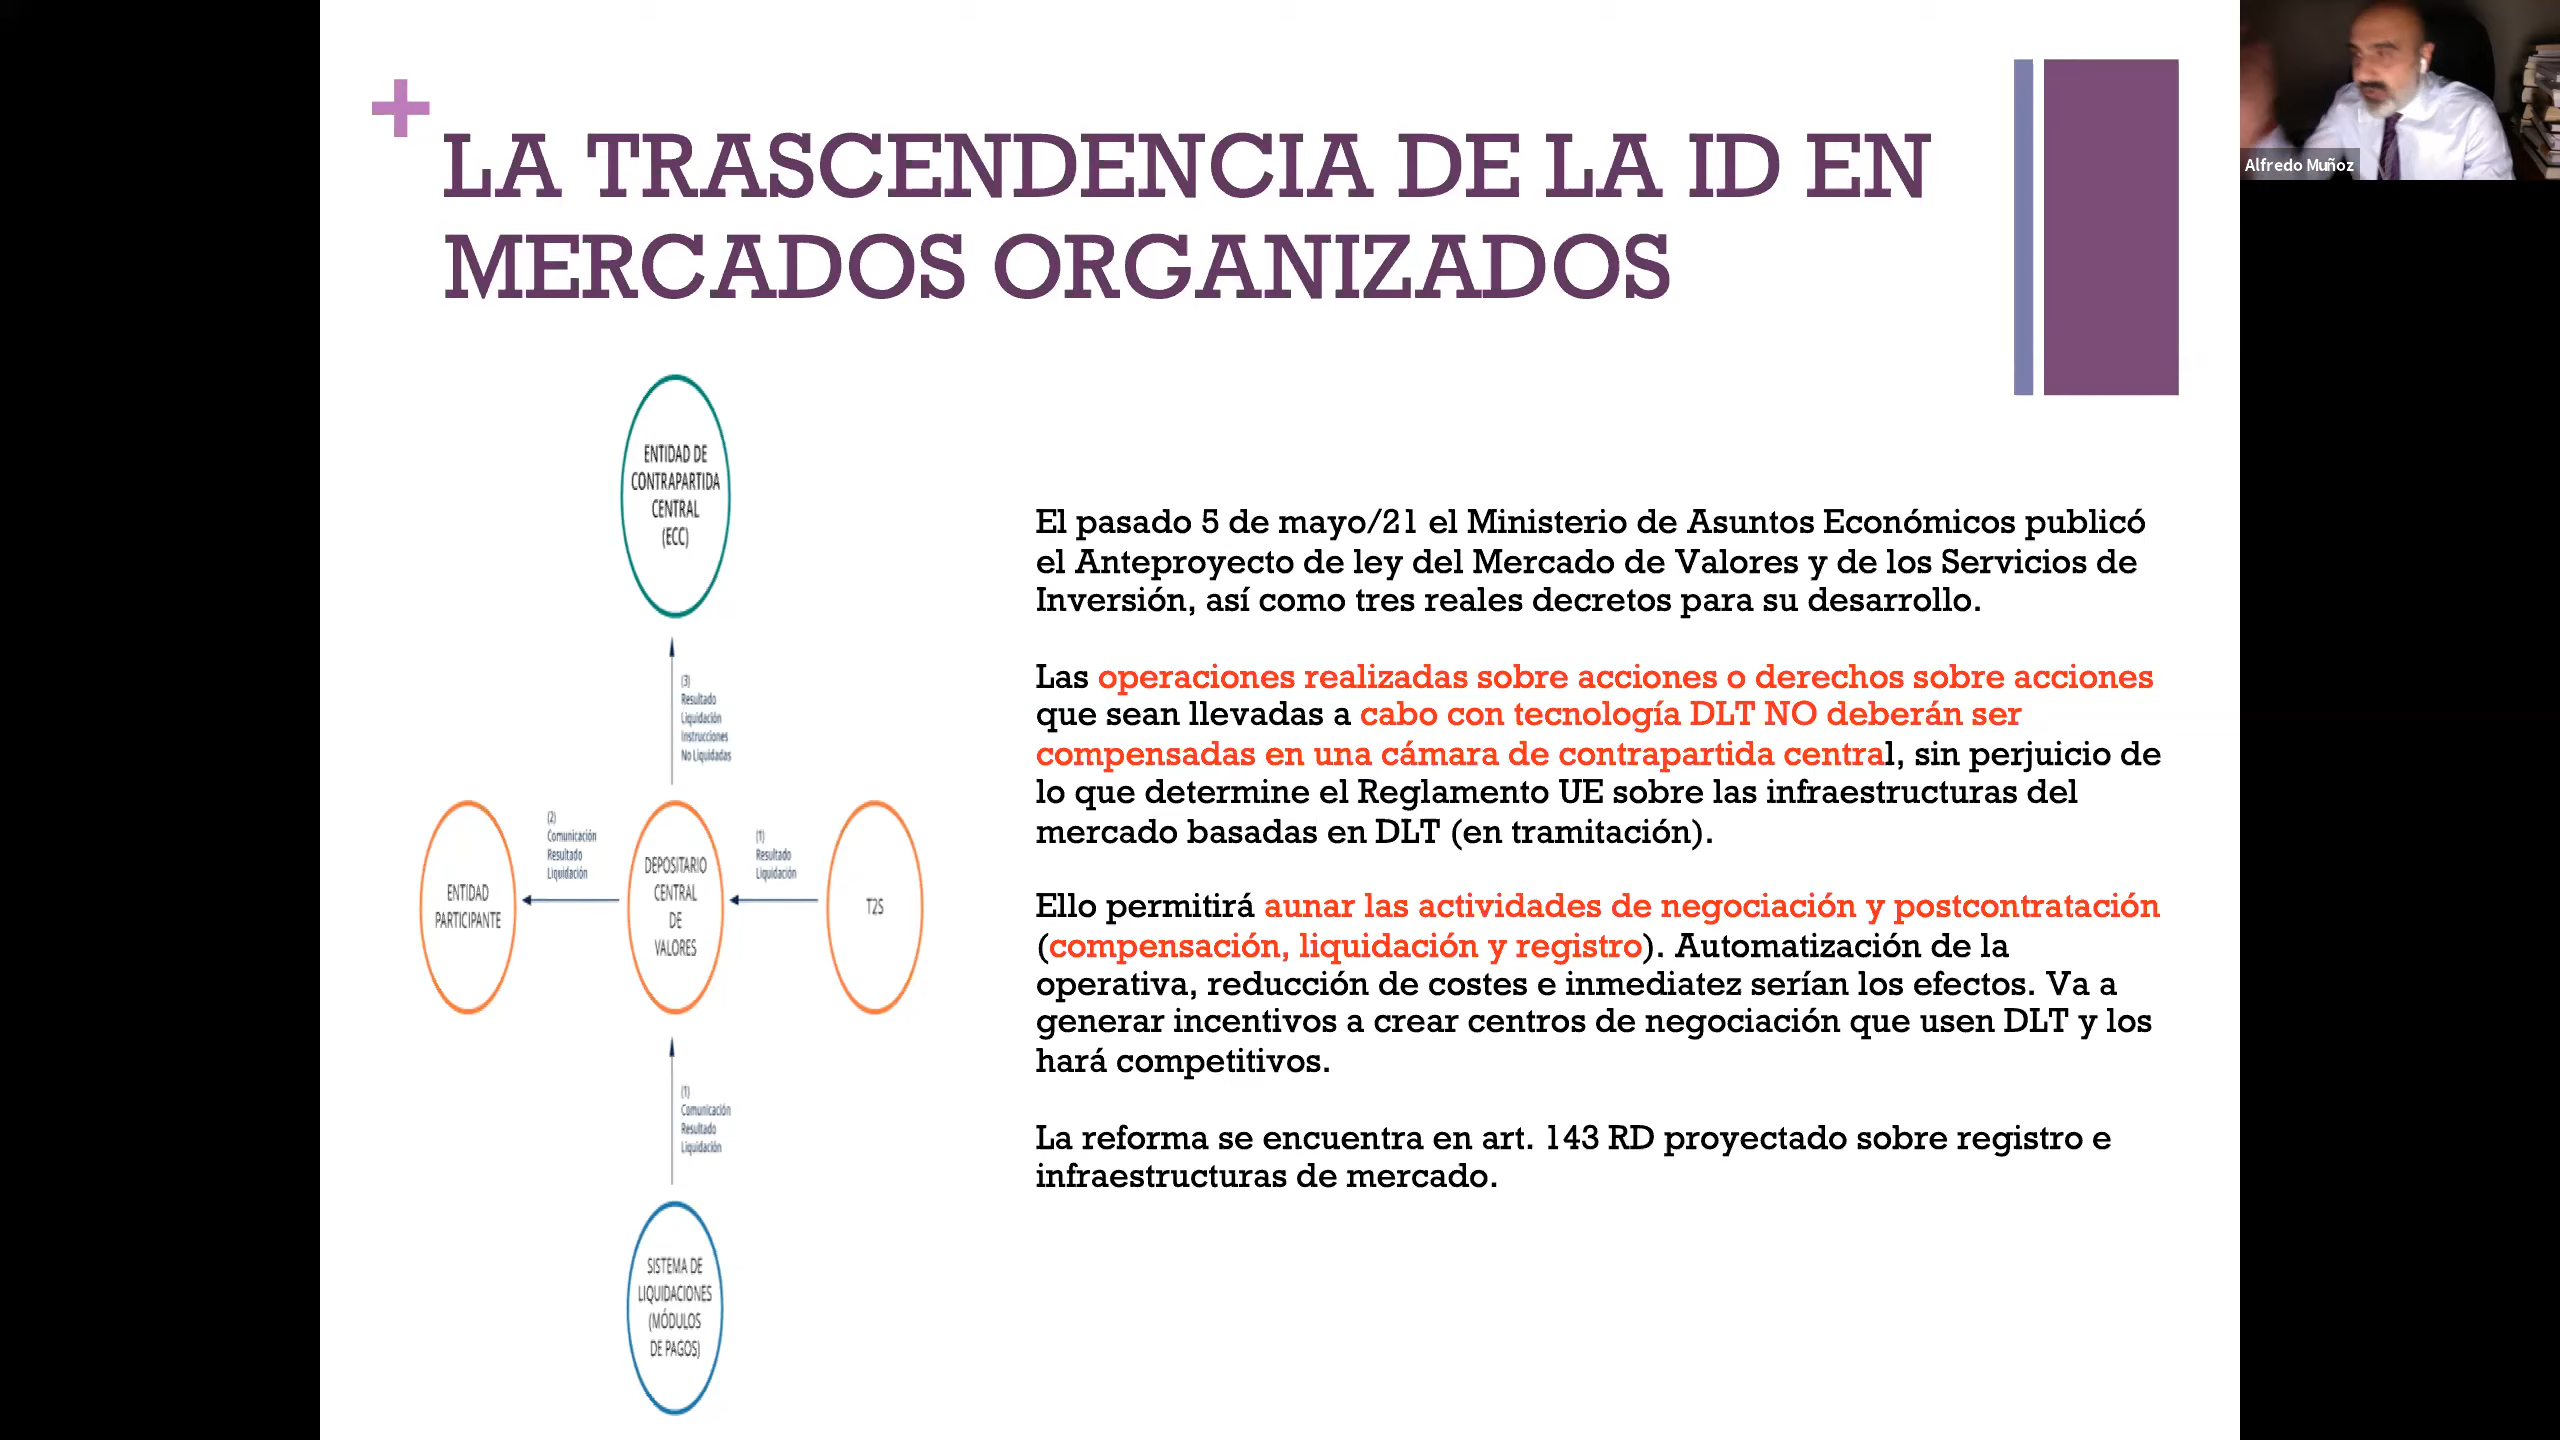 +
LA TRASCENDENCIA DE LA ID EN
MERCADOS ORGANIZADOS
Alfredo Muñoz
ENTIDAD DE
CONTRAPARTIDA
CENTRAL
(ECC)
(3)
Resultado
Liquidación
Instrucciones
No Liquidadas
ENTIDAD
PARTICIPANTE
(2)
Comunicación
Resultado
Liquidación
DEPOSITARIO
CENTRAL
DE
VALORES
(1)
Resultado
Liquidación
T2S
(1)
Comunicación
Resultado
Liquidación
SISTEMA DE
LIQUIDACIONES
(MÓDULOS
DE PAGOS)
El pasado 5 de mayo/21 el Ministerio de Asuntos Económicos publicó
el Anteproyecto de ley del Mercado de Valores y de los Servicios de
Inversión, así como tres reales decretos para su desarrollo.
Las operaciones realizadas sobre acciones o derechos sobre acciones
que sean llevadas a cabo con tecnología DLT NO deberán ser
compensadas en una cámara de contrapartida central, sin perjuicio de
lo que determine el Reglamento UE sobre las infraestructuras del
mercado basadas en DLT (en tramitación).
Ello permitirá aunar las actividades de negociación y postcontratación
(compensación, liquidación y registro). Automatización de la
operativa, reducción de costes e inmediatez serían los efectos. Va a
generar incentivos a crear centros de negociación que usen DLT y los
hará competitivos.
La reforma se encuentra en art. 143 RD proyectado sobre registro e
infraestructuras de mercado.